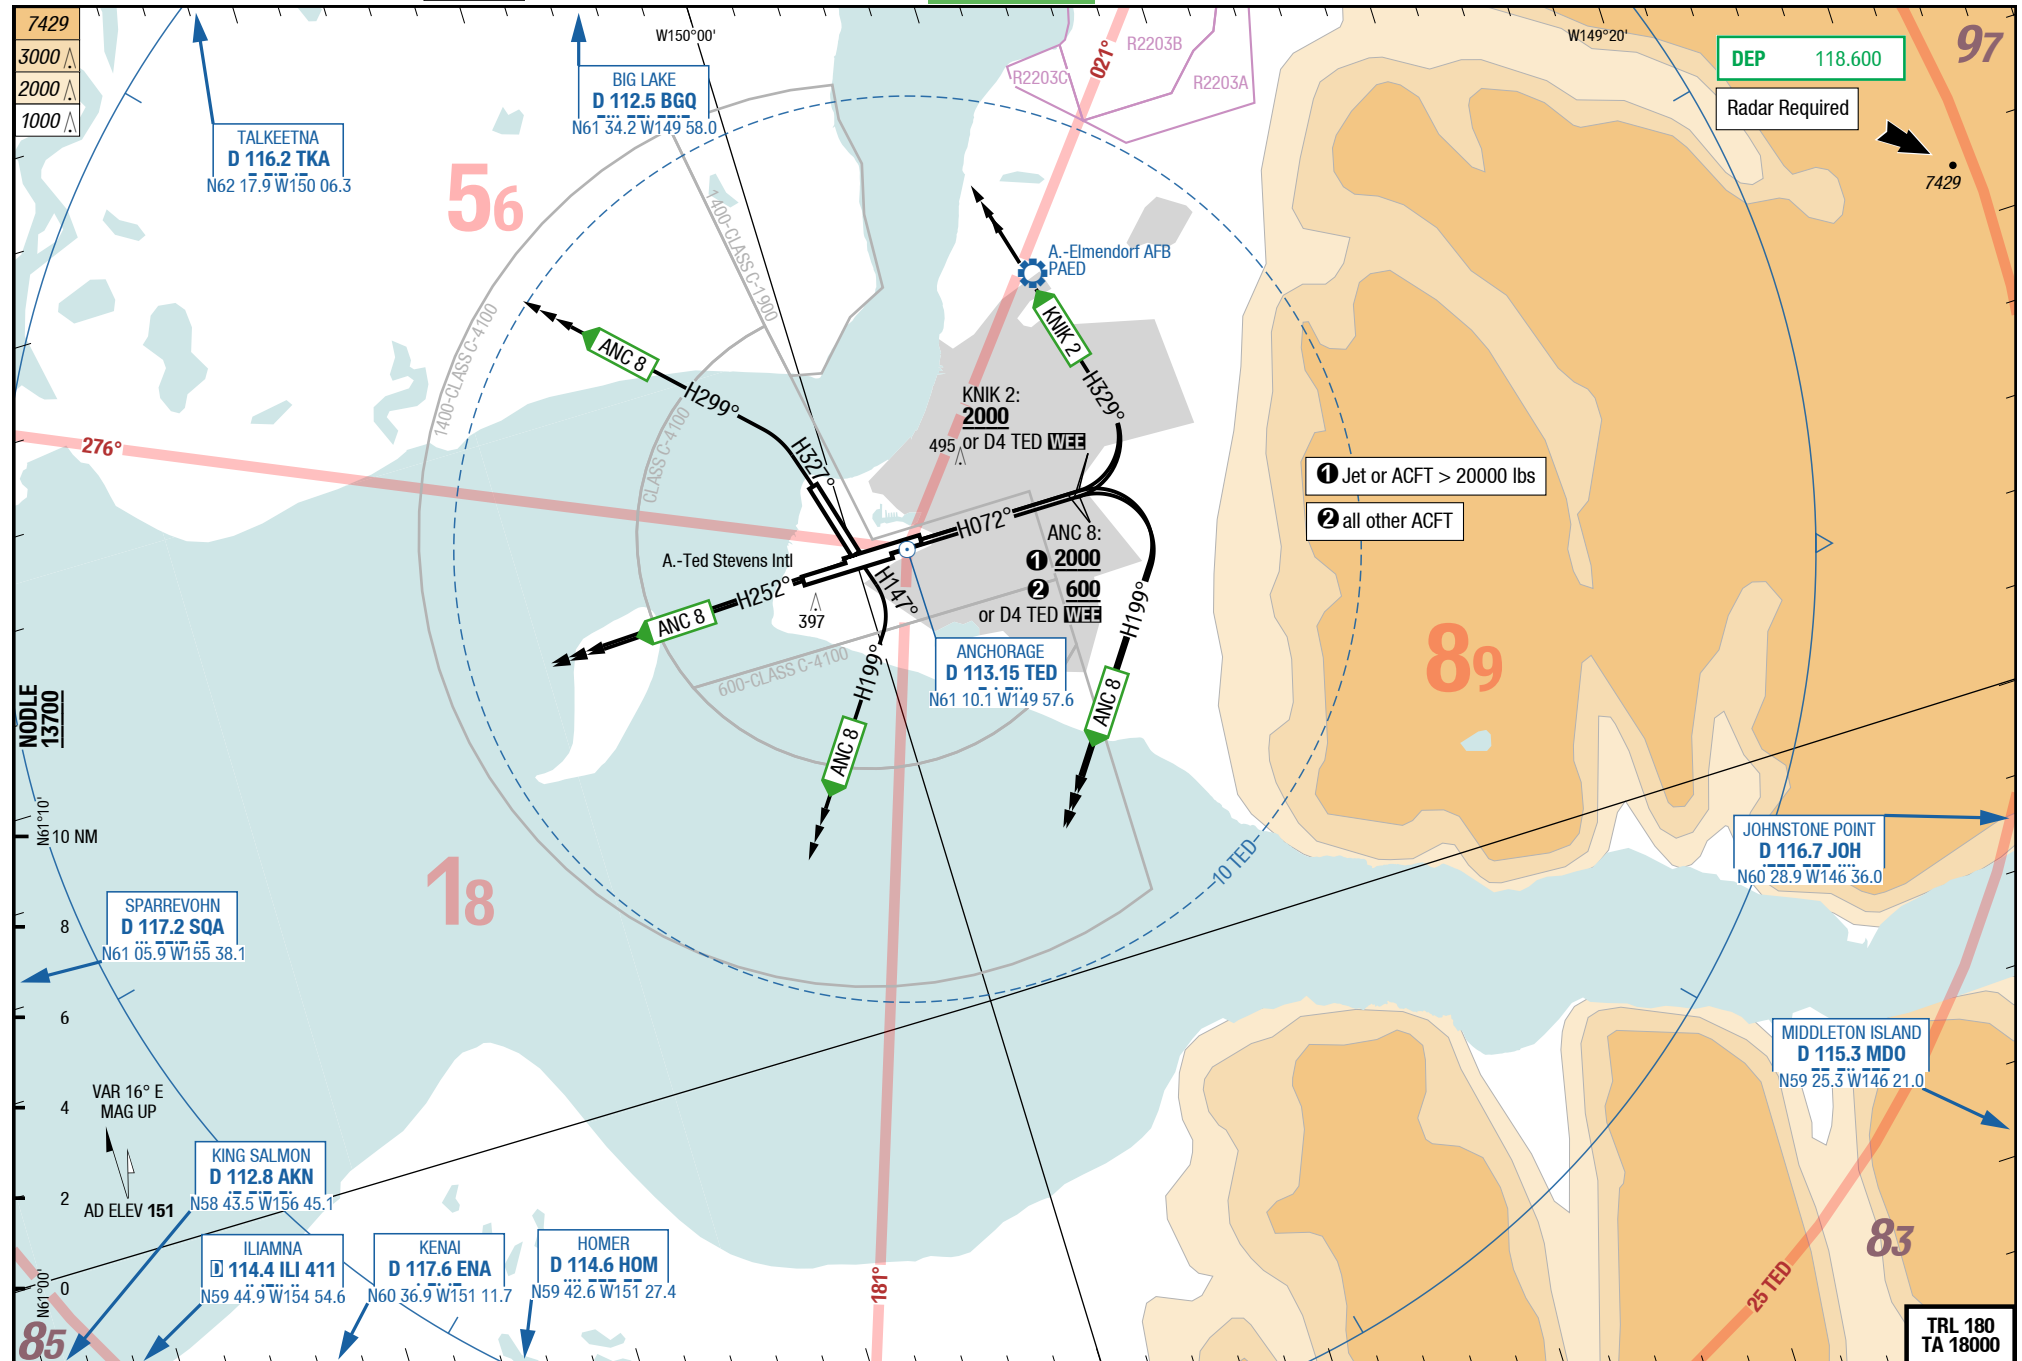 7429
3000
2000
1000
W150°00'
W149°20'
021°
R2203B
R2203C
R2203A
DEP 118.600
97
Radar Required
7429
BIG LAKE
D 112.5 BGQ
N61 34.2 W149 58.0
TALKEETNA
D 116.2 TKA
N62 17.9 W150 06.3
56
1400-CLASS C-1900
A.-Elmendorf AFB
PAED
1400-CLASS C-4100
ANC 8
KNIK 2
H299°
H329°
KNIK 2:
2000
495 or D4 TED WEE
CLASS C-4100
276°
H327°
1 Jet or ACFT > 20000 lbs
2 all other ACFT
H072°
ANC 8:
1 2000
2 600
or D4 TED WEE
A.-Ted Stevens Intl
H252°
H147°
397
ANC 8
H199°
H199°
600-CLASS C-4100
ANCHORAGE
D 113.15 TED
N61 10.1 W149 57.6
89
ANC 8
ANC 8
NODLE
13700
N61°10'
10 NM
8
6
4
2
0
18
10 TED
JOHNSTONE POINT
D 116.7 JOH
N60 28.9 W146 36.0
SPARREVOHN
D 117.2 SQA
N61 05.9 W155 38.1
MIDDLETON ISLAND
D 115.3 MDO
N59 25.3 W146 21.0
VAR 16° E
MAG UP
AD ELEV 151
KING SALMON
D 112.8 AKN
N58 43.5 W156 45.1
ILIAMNA
D 114.4 ILI 411
N59 44.9 W154 54.6
KENAI
D 117.6 ENA
N60 36.9 W151 11.7
HOMER
D 114.6 HOM
N59 42.6 W151 27.4
N61°00'
85
181°
83
25 TED
TRL 180
TA 18000